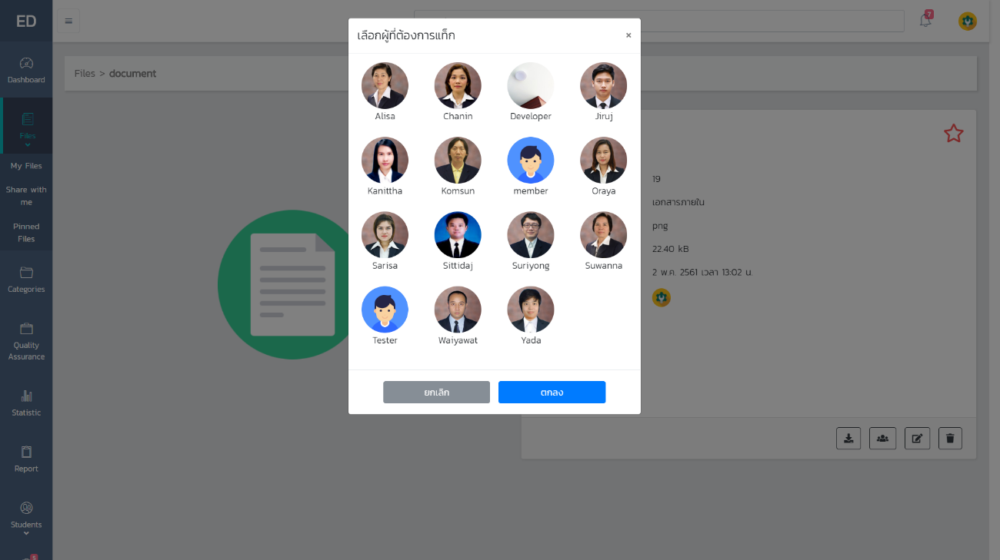 ED
7
เลือกผู้ที่ต้องการแท็ก
×
Files > document
Dashboard
Files
My Files
Share with
me
Pinned
Files
Categories
Quality
Assurance
Statistic
Report
Students
5
Alisa
Chanin
Developer
Jiruj
Kanittha
Komsun
member
Oraya
Sarisa
Sittidaj
Suriyong
Suwanna
Tester
Waiyawat
Yada
ยกเลิก
ตกลง
19
เอกสารภายใน
png
22.40 kB
2 พ.ค. 2561 เวลา 13:02 น.